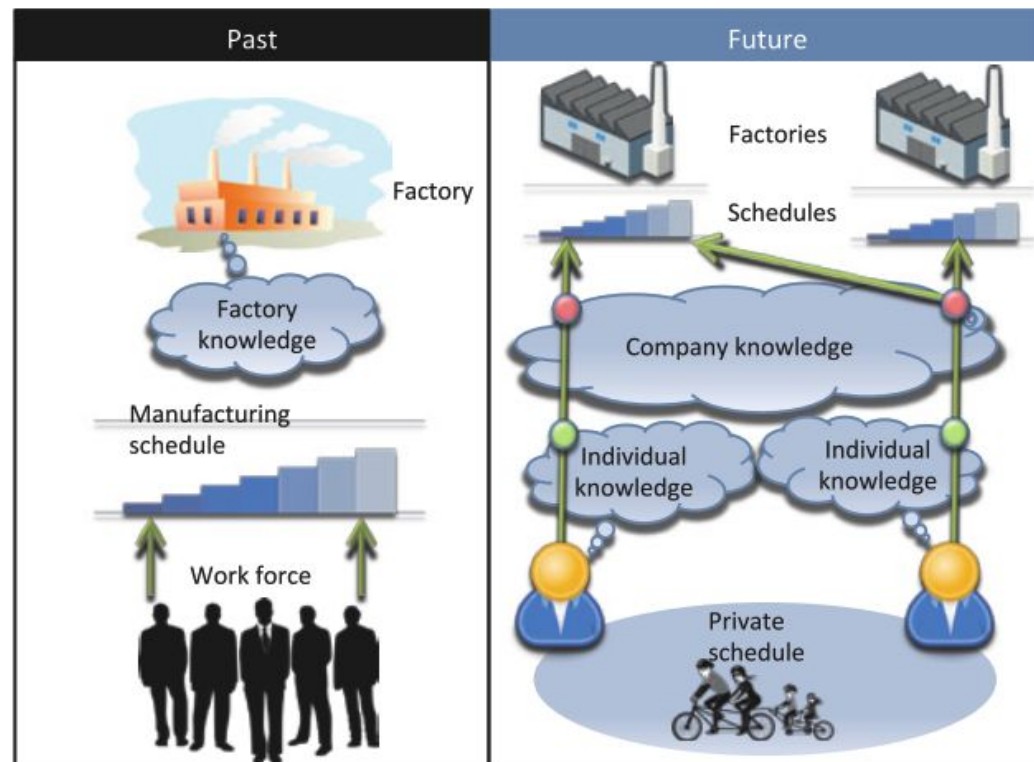 Past
Factory
Factory
knowledge
Manufacturing
schedule
Work force
Future
Factories
Schedules
Company knowledge
Individual
knowledge
Individual
knowledge
Private
schedule